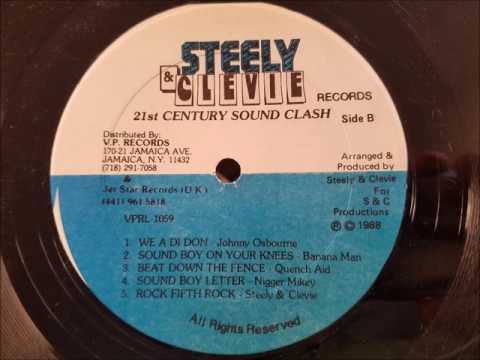 STEELY
& CLEVIE
RECORDS
21st CENTURY SOUND CLASH
Side B
Distributed By:
V.P. RECORDS
170-21 JAMAICA AVE.
JAMAICA, N.Y. 11432
(718) 291-7058
&
Jet Star Records (U K)
(441) 961 5818
VPRL 1059
Arranged &
Produced by
Steely & Clevie
For
S & C
Productions
® © 1988
1. WE A DI DON - Johnny Osbourne
2. SOUND BOY ON YOUR KNEES - Banana Man
3. BEAT DOWN THE FENCE - Quench Aid
4. SOUND BOY LETTER - Nigger Mikey
5. ROCK FIFTH ROCK - Steely & Clevie
All Rights Reserved